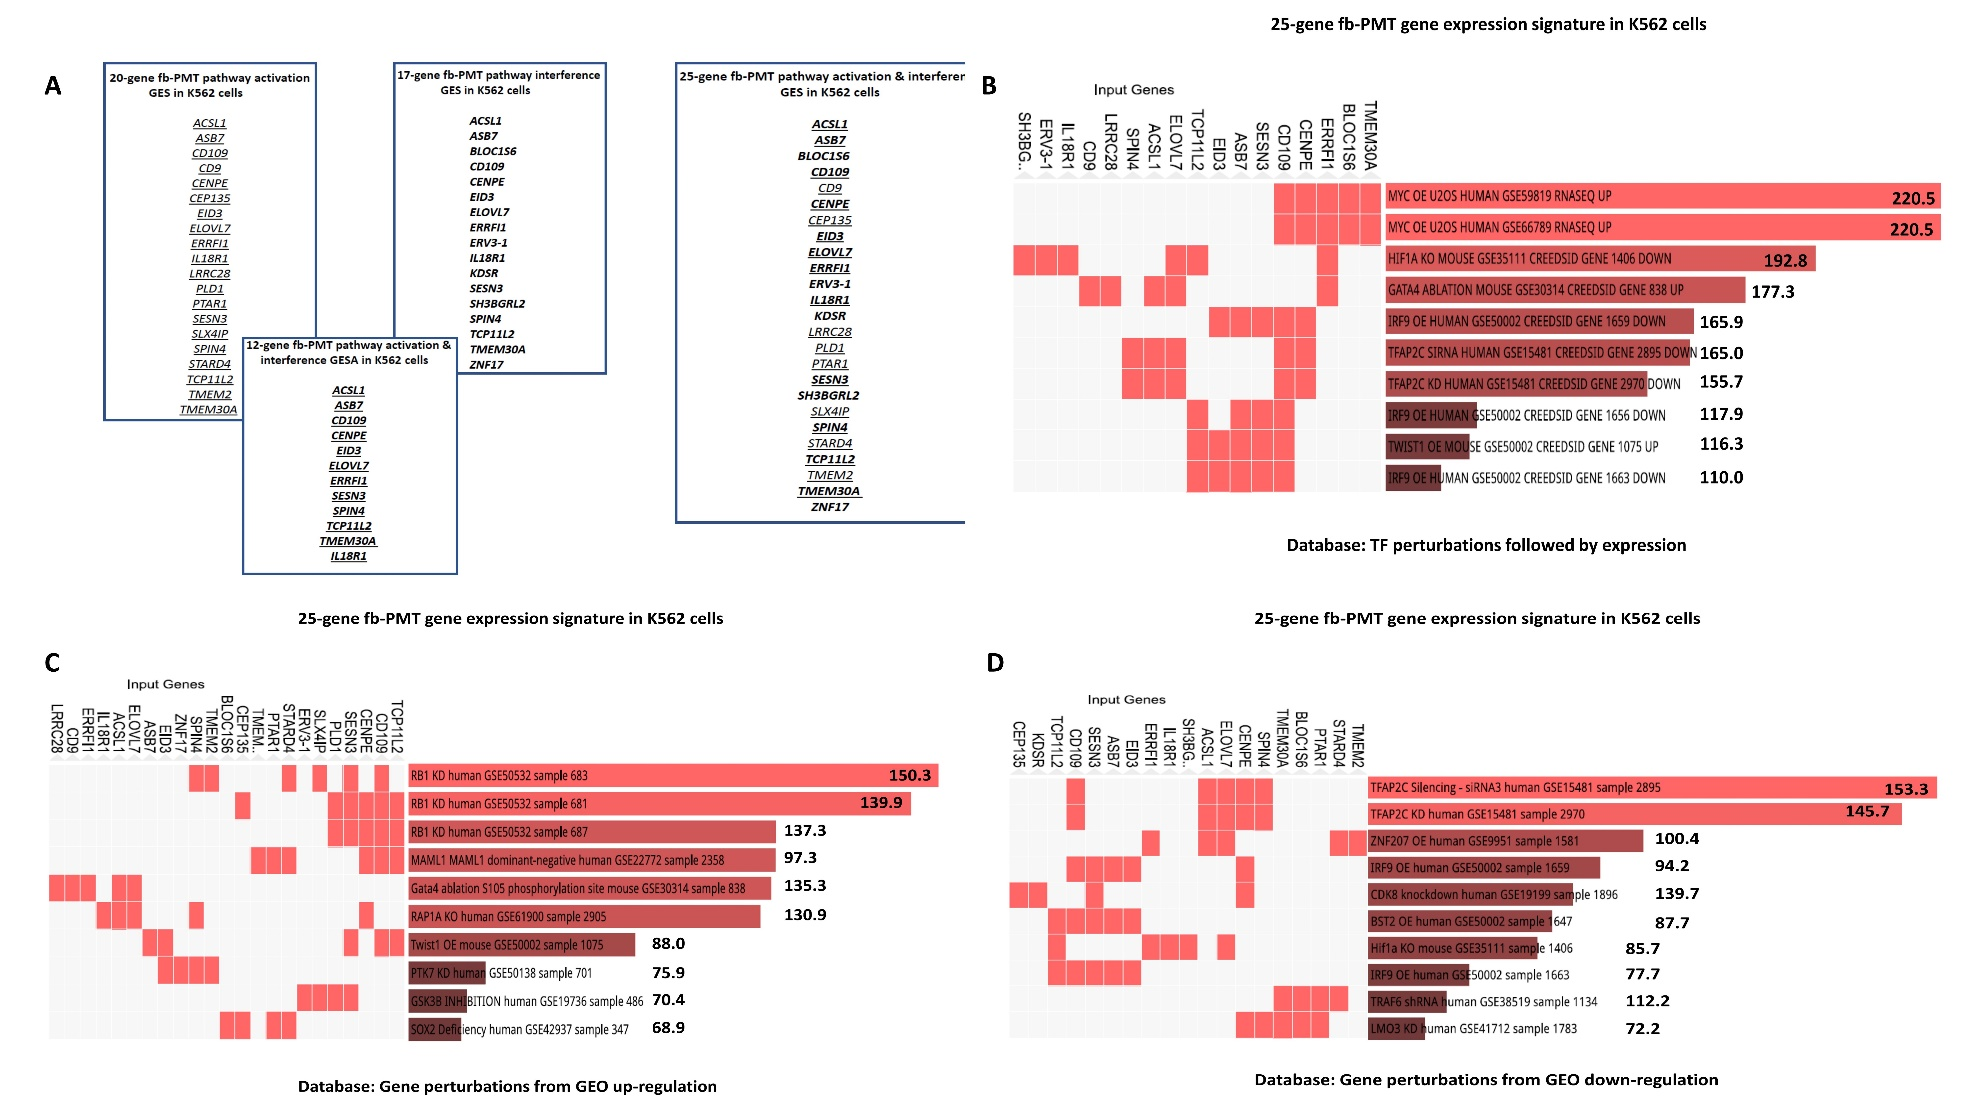 A
20-gene fb-PMT pathway activation
GES in K562 cells
ACSL1
ASB7
CD109
CD9
CENPE
CEP135
EID3
ELOVL7
ERRFI1
IL18R1
LRRC28
PLD1
PTAR1
SESN3
SLX4IP
SPIN4
STARD4
TCP11L2
TMEM2
TMEM30A
12-gene fb-PMT pathway activation &
interference GESA in K562 cells
ACSL1
ASB7
CD109
CENPE
EID3
ELOVL7
ERRFI1
SESN3
SPIN4
TCP11L2
TMEM30A
IL18R1
17-gene fb-PMT pathway interference
GES in K562 cells
ACSL1
ASB7
BLOC1S6
CD109
CENPE
EID3
ELOVL7
ERRFI1
ERV3-1
IL18R1
KDSR
SESN3
SH3BGRL2
SPIN4
TCP11L2
TMEM30A
ZNF17
25-gene fb-PMT pathway activation & interferer
GES in K562 cells
ACSL1
ASB7
BLOC1S6
CD109
CD9
CENPE
CEP135
EID3
ELOVL7
ERRFI1
ERV3-1
IL18R1
KDSR
LRRC28
PLD1
PTAR1
SESN3
SH3BGRL2
SLX4IP
SPIN4
STARD4
TCP11L2
TMEM2
TMEM30A
ZNF17
25-gene fb-PMT gene expression signature in K562 cells
B
Input Genes
SH3BG..
ERV3-1
IL18R1
CD9
LRRC28
SPIN4
ACSL1
ELOVL7
TCP11L2
EID3
ASB7
SESN3
CD109
CENPE
ERRFI1
BLOC1S6
TMEM30A
MYC OE U2OS HUMAN GSE59819 RNASEQ UP 220.5
MYC OE U2OS HUMAN GSE66789 RNASEQ UP 220.5
HIF1A KO MOUSE GSE35111 CREEDSID GENE 1406 DOWN 192.8
GATA4 ABLATION MOUSE GSE30314 CREEDSID GENE 838 UP 177.3
IRF9 OE HUMAN GSE50002 CREEDSID GENE 1659 DOWN 165.9
TFAP2C SIRNA HUMAN GSE15481 CREEDSID GENE 2895 DOWN 165.0
TFAP2C KD HUMAN GSE15481 CREEDSID GENE 2970 DOWN 155.7
IRF9 OE HUMAN GSE50002 CREEDSID GENE 1656 DOWN 117.9
TWIST1 OE MOUSE GSE50002 CREEDSID GENE 1075 UP 116.3
IRF9 OE HUMAN GSE50002 CREEDSID GENE 1663 DOWN 110.0
Database: TF perturbations followed by expression
25-gene fb-PMT gene expression signature in K562 cells
C
Input Genes
LRRC28
CD9
ERRFI1
IL18R1
ACSL1
ELOVL7
ASB7
EID3
ZNF17
SPIN4
TMEM2
BLOC1S6
CEP135
TMEM..
PTAR1
STARD4
ERV3-1
SLX4IP
PLD1
SESN3
CENPE
CD109
TCP11L2
RB1 KD human GSE50532 sample 683 150.3
RB1 KD human GSE50532 sample 681 139.9
RB1 KD human GSE50532 sample 687 137.3
MAML1 MAML1 dominant-negative human GSE22772 sample 2358 97.3
Gata4 ablation S105 phosphorylation site mouse GSE30314 sample 838 135.3
RAP1A KO human GSE61900 sample 2905 130.9
Twist1 OE mouse GSE50002 sample 1075 88.0
PTK7 KD human GSE50138 sample 701 75.9
GSK3B INHIBITION human GSE19736 sample 486 70.4
SOX2 Deficiency human GSE42937 sample 347 68.9
Database: Gene perturbations from GEO up-regulation
25-gene fb-PMT gene expression signature in K562 cells
D
Input Genes
CEP135
KDSR
TCP11L2
CD109
SESN3
ASB7
EID3
ERRFI1
IL18R1
SH3BG..
ACSL1
ELOVL7
CENPE
SPIN4
TMEM30A
BLOC1S6
PTAR1
STARD4
TMEM2
TFAP2C Silencing - siRNA3 human GSE15481 sample 2895 153.3
TFAP2C KD human GSE15481 sample 2970 145.7
ZNF207 OE human GSE9951 sample 1581 100.4
IRF9 OE human GSE50002 sample 1659 94.2
CDK8 knockdown human GSE19199 sample 1896 139.7
BST2 OE human GSE50002 sample 1647 87.7
Hif1a KO mouse GSE35111 sample 1406 85.7
IRF9 OE human GSE50002 sample 1663 77.7
TRAF6 shRNA human GSE38519 sample 1134 112.2
LMO3 KD human GSE41712 sample 1783 72.2
Database: Gene perturbations from GEO down-regulation